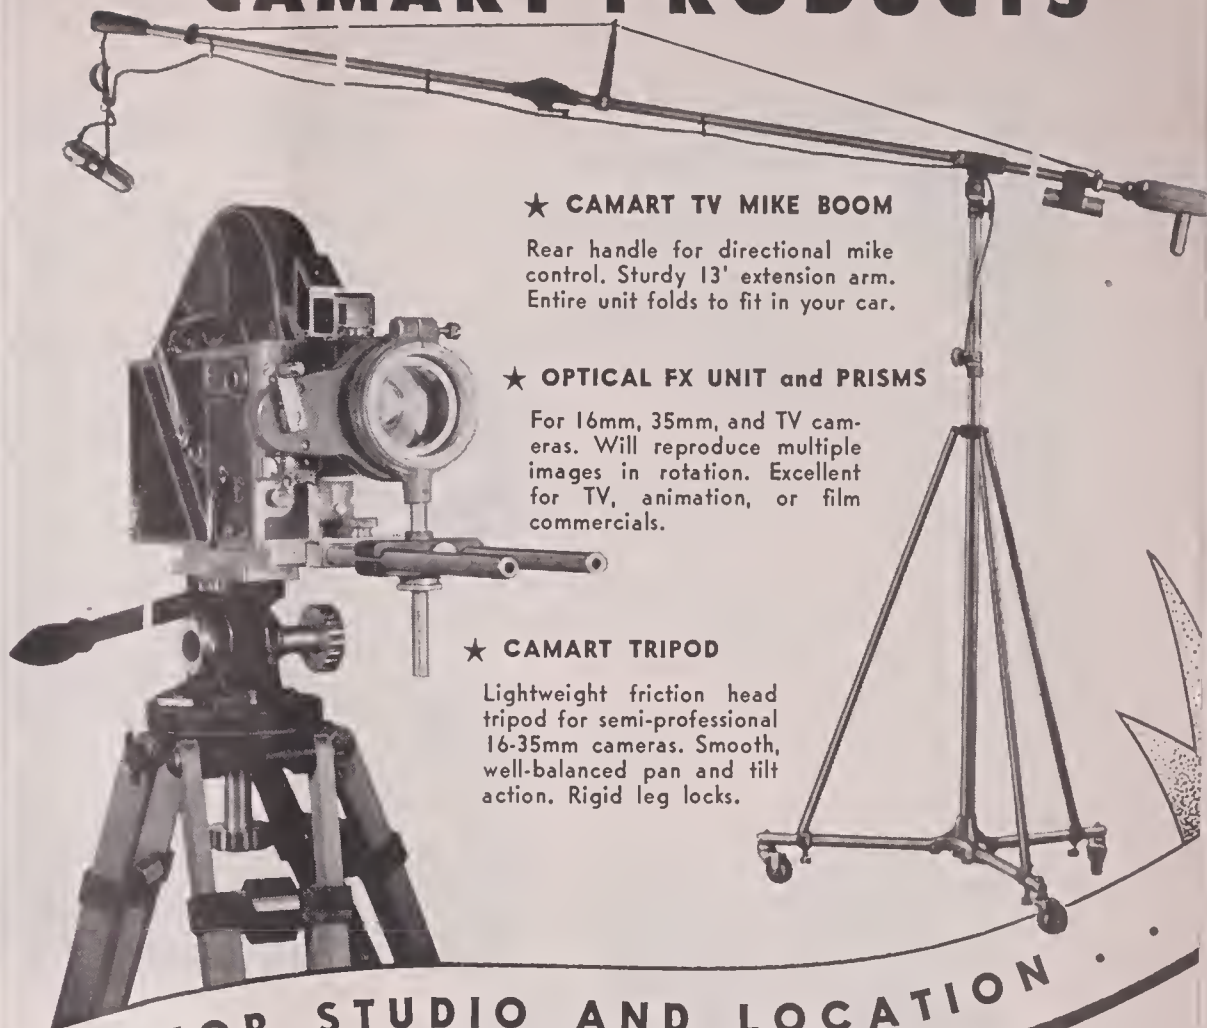 CAMART PRODUCTS
★ CAMART TV MIKE BOOM
Rear handle for directional mike
control. Sturdy 13' extension arm.
Entire unit folds to fit in your car.
★ OPTICAL FX UNIT and PRISMS
For 16mm, 35mm, and TV cam-
eras. Will reproduce multiple
images in rotation. Excellent
for TV, animation, or film
commercials.
★ CAMART TRIPOD
Lightweight friction head
tripod for semi-professional
16-35mm cameras. Smooth,
well-balanced pan and tilt
action. Rigid leg locks.
FOR STUDIO AND LOCATION . .